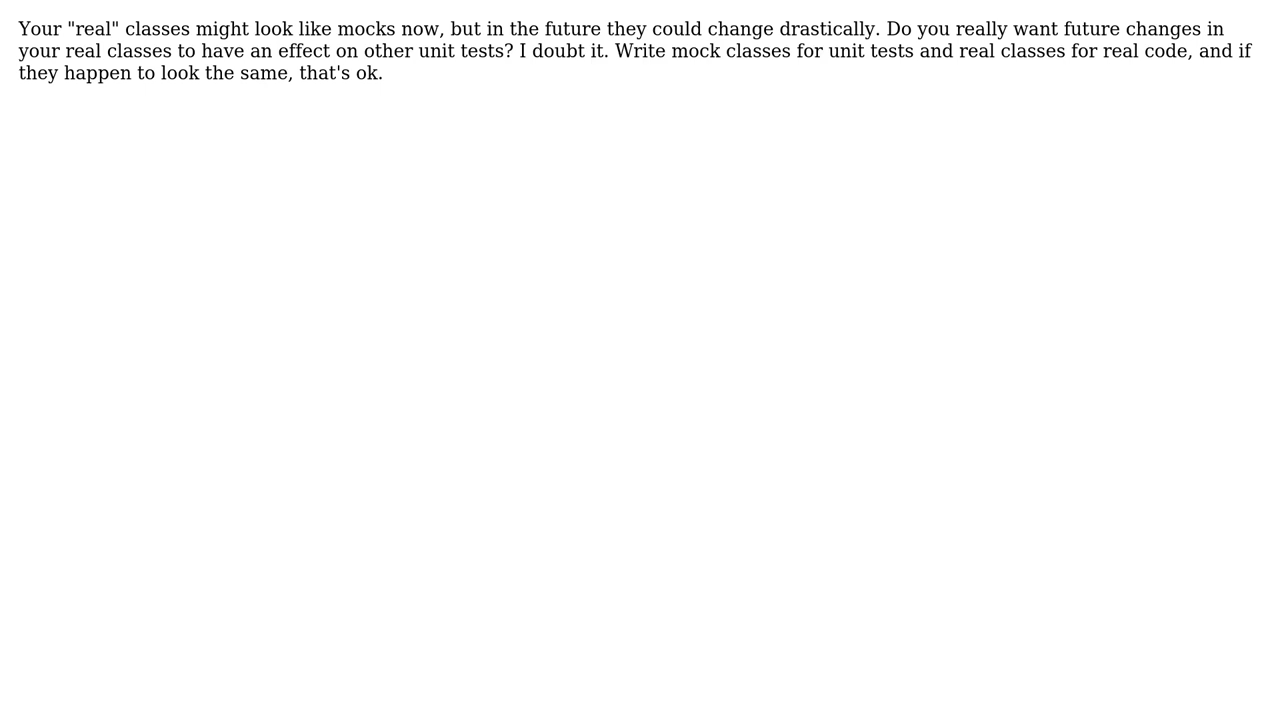 Your "real" classes might look like mocks now, but in the future they could change drastically. Do you really want future changes in
your real classes to have an effect on other unit tests? I doubt it. Write mock classes for unit tests and real classes for real code, and if
they happen to look the same, that's ok.